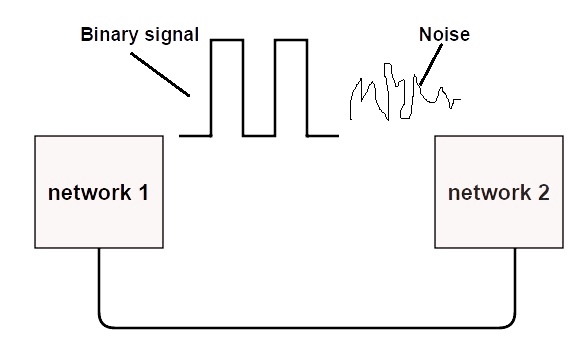 Binary signal
Noise
network 1
network 2